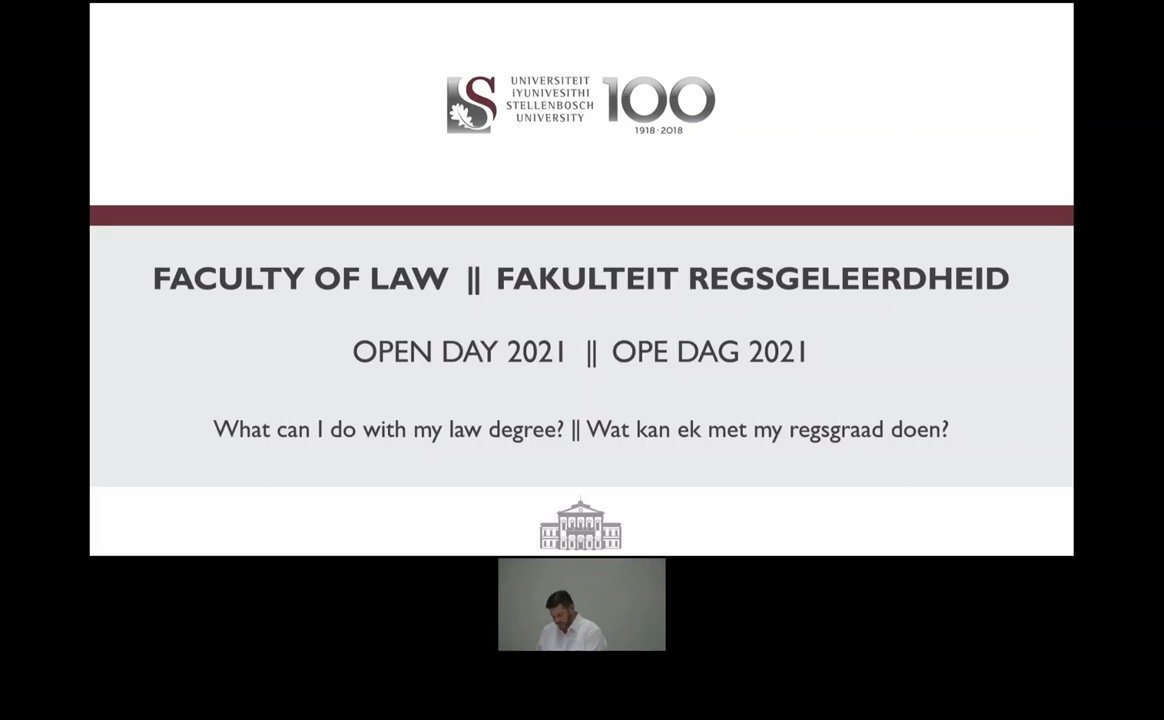 UNIVERSITEIT
iYUNIVESITHI
STELLENBOSCH
UNIVERSITY
100
1918·2018
FACULTY OF LAW || FAKULTEIT REGSGELEERDHEID
OPEN DAY 2021 || OPE DAG 2021
What can I do with my law degree? || Wat kan ek met my regsgraad doen?